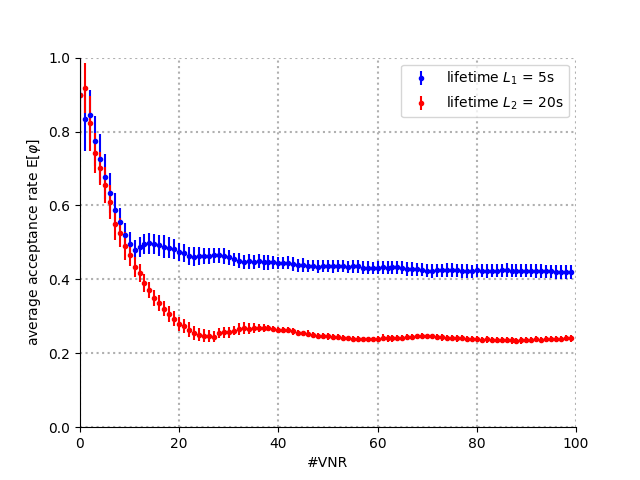 1.0
0.8
0.6
0.4
0.2
0.0
average acceptance rate E[φ]
lifetime L₁ = 5s
lifetime L₂ = 20s
0 20 40 60 80 100
#VNR